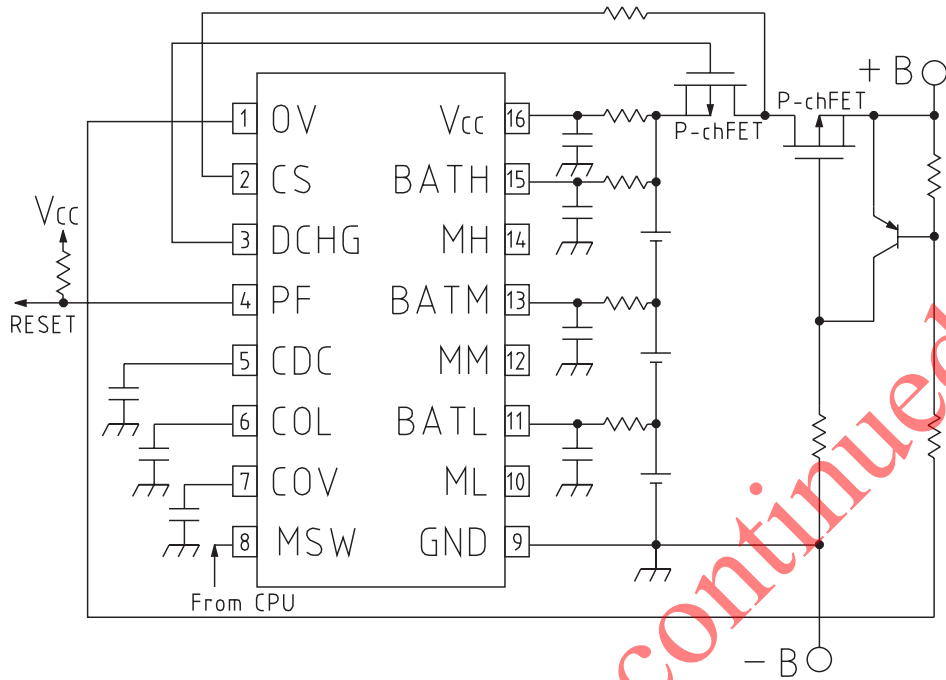 + B
P-chFET
P-chFET
1 OV Vcc 16
2 CS BATH 15
Vcc
3 DCHG MH 14
4 PF BATM 13
RESET
5 CDC MM 12
6 COL BATL 11
7 COV ML 10
8 MSW GND 9
From CPU
- B
continued